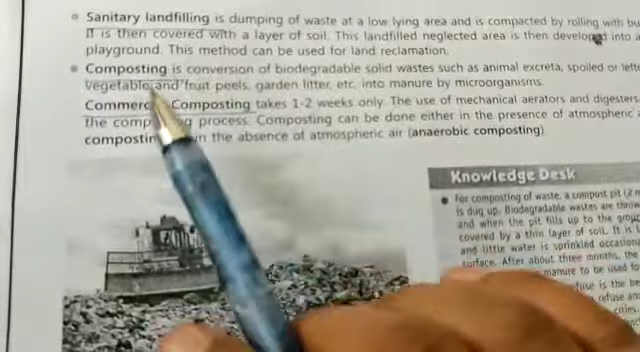 Sanitary landfilling is dumping of waste at a low lying area and is compacted by rolling with
It is then covered with a layer of soil. This landfilled neglected area is then developed into a
playground. This method can be used for land reclamation.
Composting is conversion of biodegradable solid wastes such as animal excreta, spoiled or
vegetable and fruit peels, garden litter, etc. into manure by microorganisms.
Composting takes 1-2 weeks only. The use of mechanical aerators and digesters
the process. Composting can be done either in the presence of atmospheric
in the absence of atmospheric air (anaerobic composting)
Knowledge Desk
For composting of waste, a compost pit (2
is dug up. Biodegradable wastes are
and when the pit fills up to the
covered by a thin layer of soil. It is
and little water is sprinkled
surface. After about three months, the
manure to be used
is the
refuse
cities.